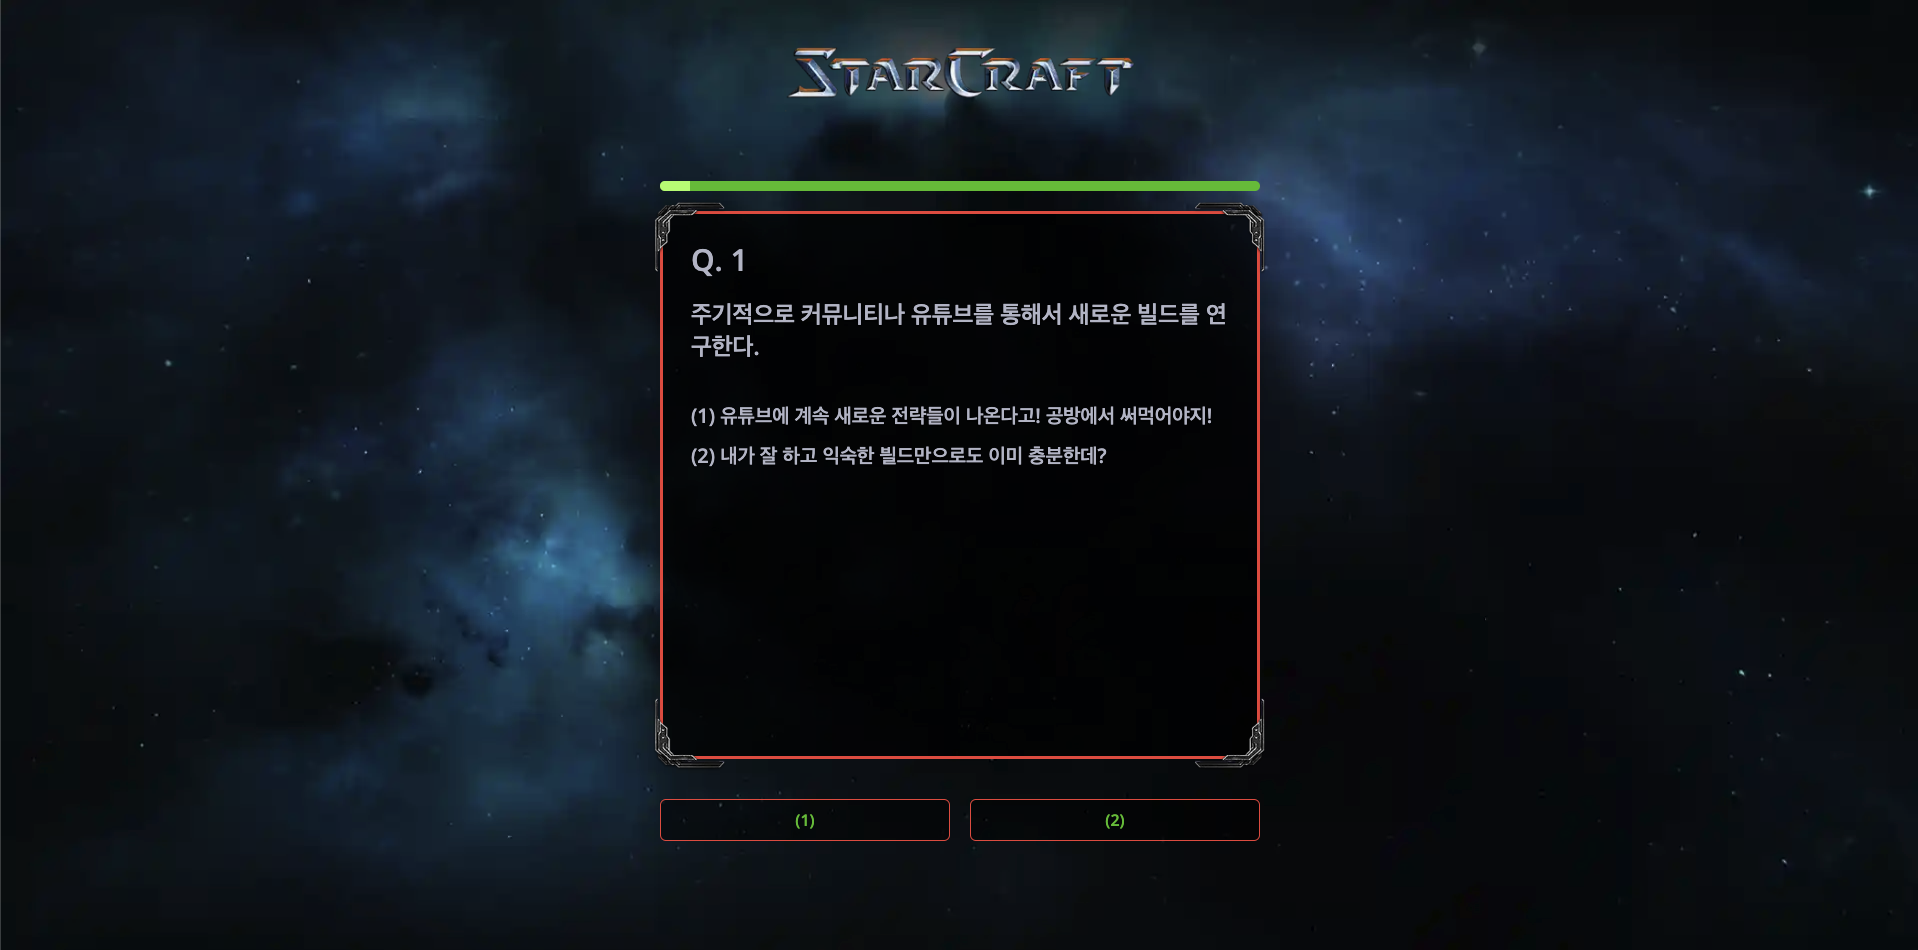 STARCRAFT
Q. 1
주기적으로 커뮤니티나 유튜브를 통해서 새로운 빌드를 연
구한다.
(1) 유튜브에 계속 새로운 전략들이 나온다고! 공방에서 써먹어야지!
(2) 내가 잘 하고 익숙한 빌드만으로도 이미 충분한데?
(1)
(2)